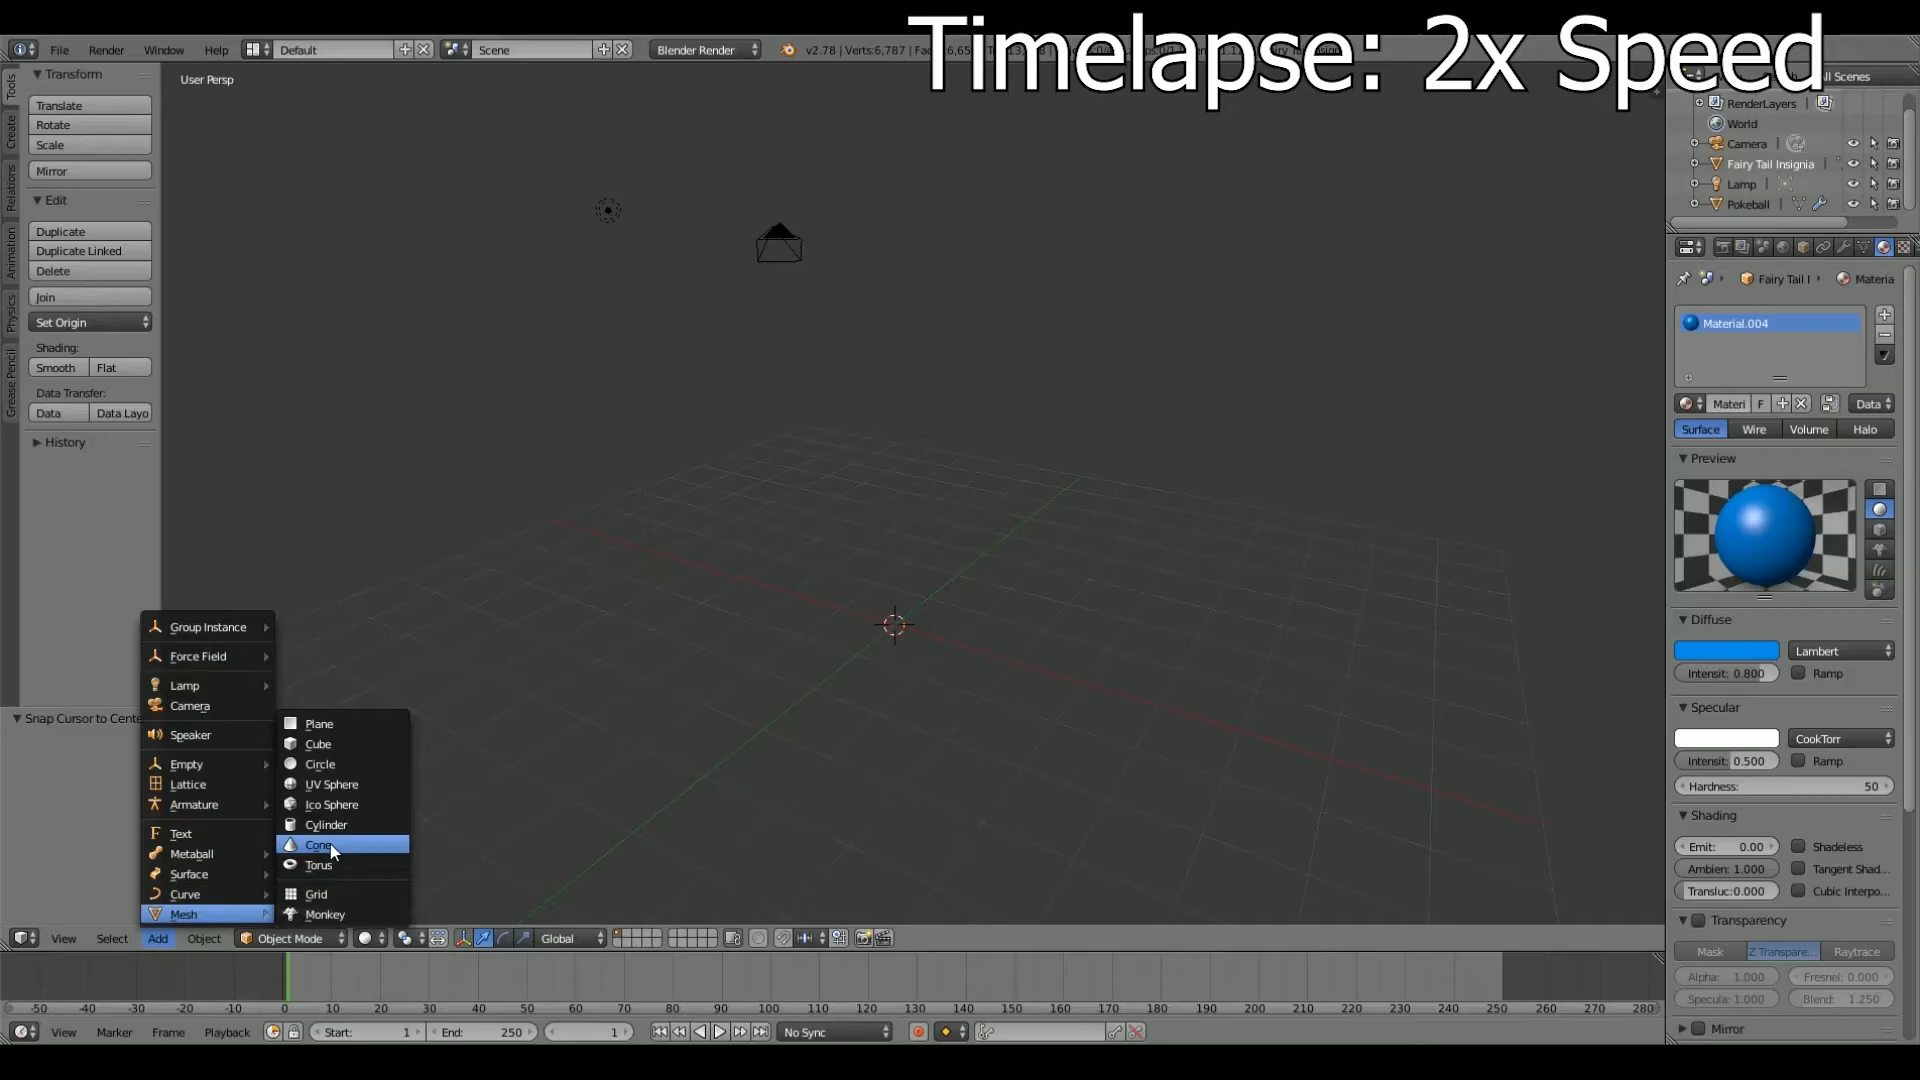 Timelapse: 2x Speed
File
Render
Window
Help
Default
Scene
Blender Render
v2.78 | Verts:6,787 |
All Scenes
User Persp
Tools
Create
Relations
Animation
Physics
Grease Pencil
Transform
Translate
Rotate
Scale
Mirror
Edit
Duplicate
Duplicate Linked
Delete
Join
Set Origin
Shading:
Smooth
Flat
Data Transfer:
Data
Data Layo
History
Snap Cursor to Cente
Group Instance
Force Field
Lamp
Camera
Speaker
Empty
Lattice
Armature
Text
Metaball
Surface
Curve
Mesh
Plane
Cube
Circle
UV Sphere
Ico Sphere
Cylinder
Cone
Torus
Grid
Monkey
View
Select
Add
Object
Object Mode
Global
-50 -40 -30 -20 -10 0 10 20 30 40 50 60 70 80 90 100 110 120 130 140 150 160 170 180 190 200 210 220 230 240 250 260 270 280
View
Marker
Frame
Playback
Start: 1
End: 250
1
No Sync
RenderLayers
World
Camera
Fairy Tail Insignia
Lamp
Pokeball
Fairy Tail I
Materia
Material.004
Materi
F
Data
Surface
Wire
Volume
Halo
Preview
Diffuse
Lambert
Intensit: 0.800
Ramp
Specular
CookTorr
Intensit: 0.500
Ramp
Hardness: 50
Shading
Emit: 0.00
Shadeless
Ambien: 1.000
Tangent Shad...
Transluc:0.000
Cubic Interpo...
Transparency
Mask
Z Transpare...
Raytrace
Alpha: 1.000
Fresnel: 0.000
Specula: 1.000
Blend: 1.250
Mirror